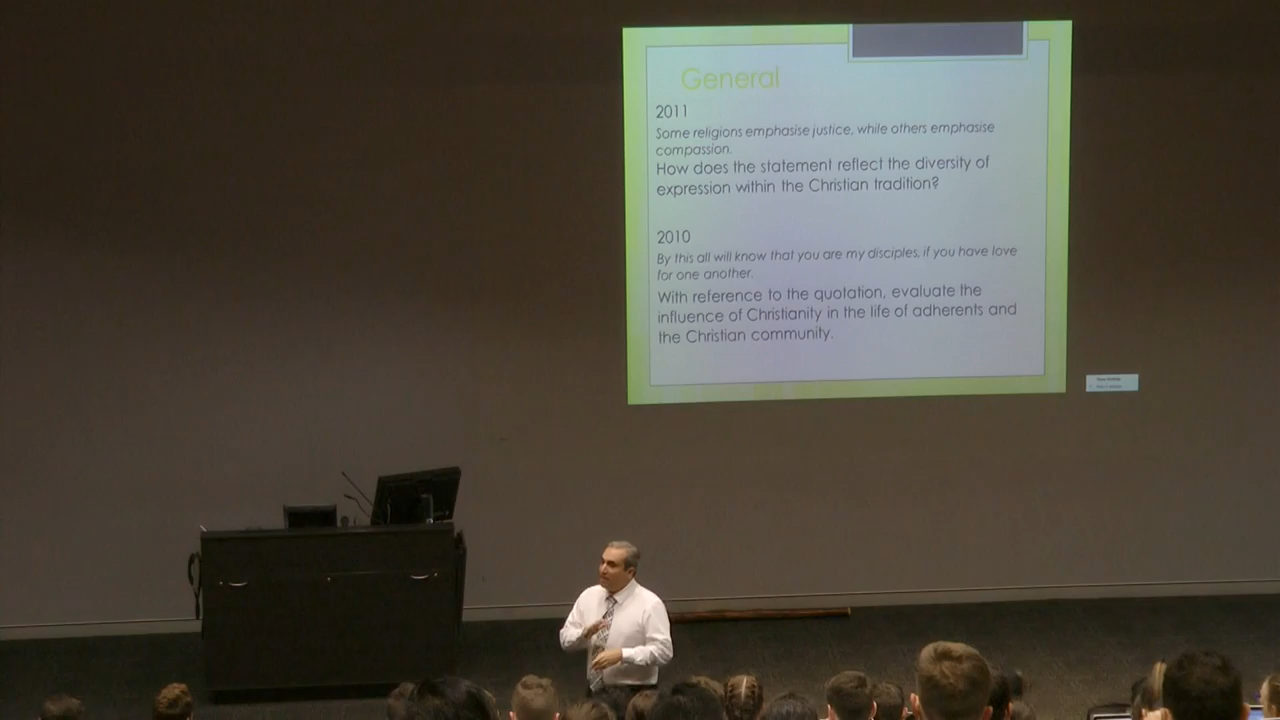 General
2011
Some religions emphasise justice, while others emphasise
compassion.
How does the statement reflect the diversity of
expression within the Christian tradition?
2010
By this all will know that you are my disciples, if you have love
for one another.
With reference to the quotation, evaluate the
influence of Christianity in the life of adherents and
the Christian community.